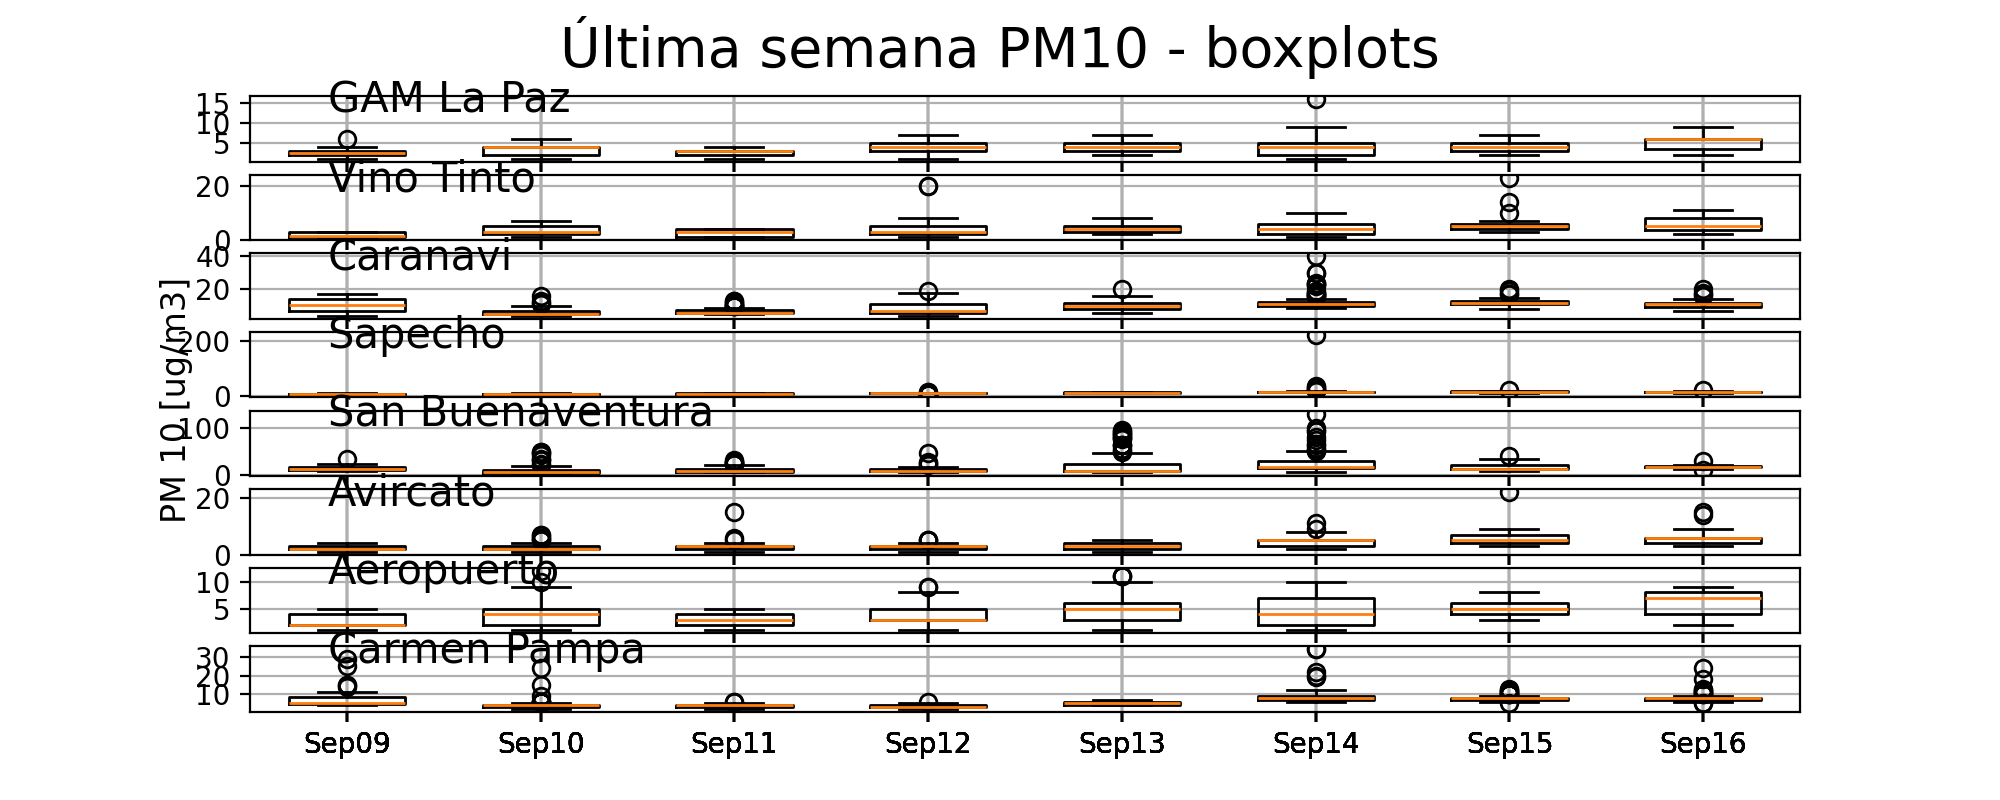 Última semana PM10 - boxplots
GAM La Paz
15
10
5
Vino Tinto
20
0
Caranavi
40
20
Sapecho
200
0
PM 10 [ug/m3]
San Buenaventura
100
0
Avircato
20
0
Aeropuerto
10
5
Carmen Pampa
30
20
10
Sep09 Sep10 Sep11 Sep12 Sep13 Sep14 Sep15 Sep16